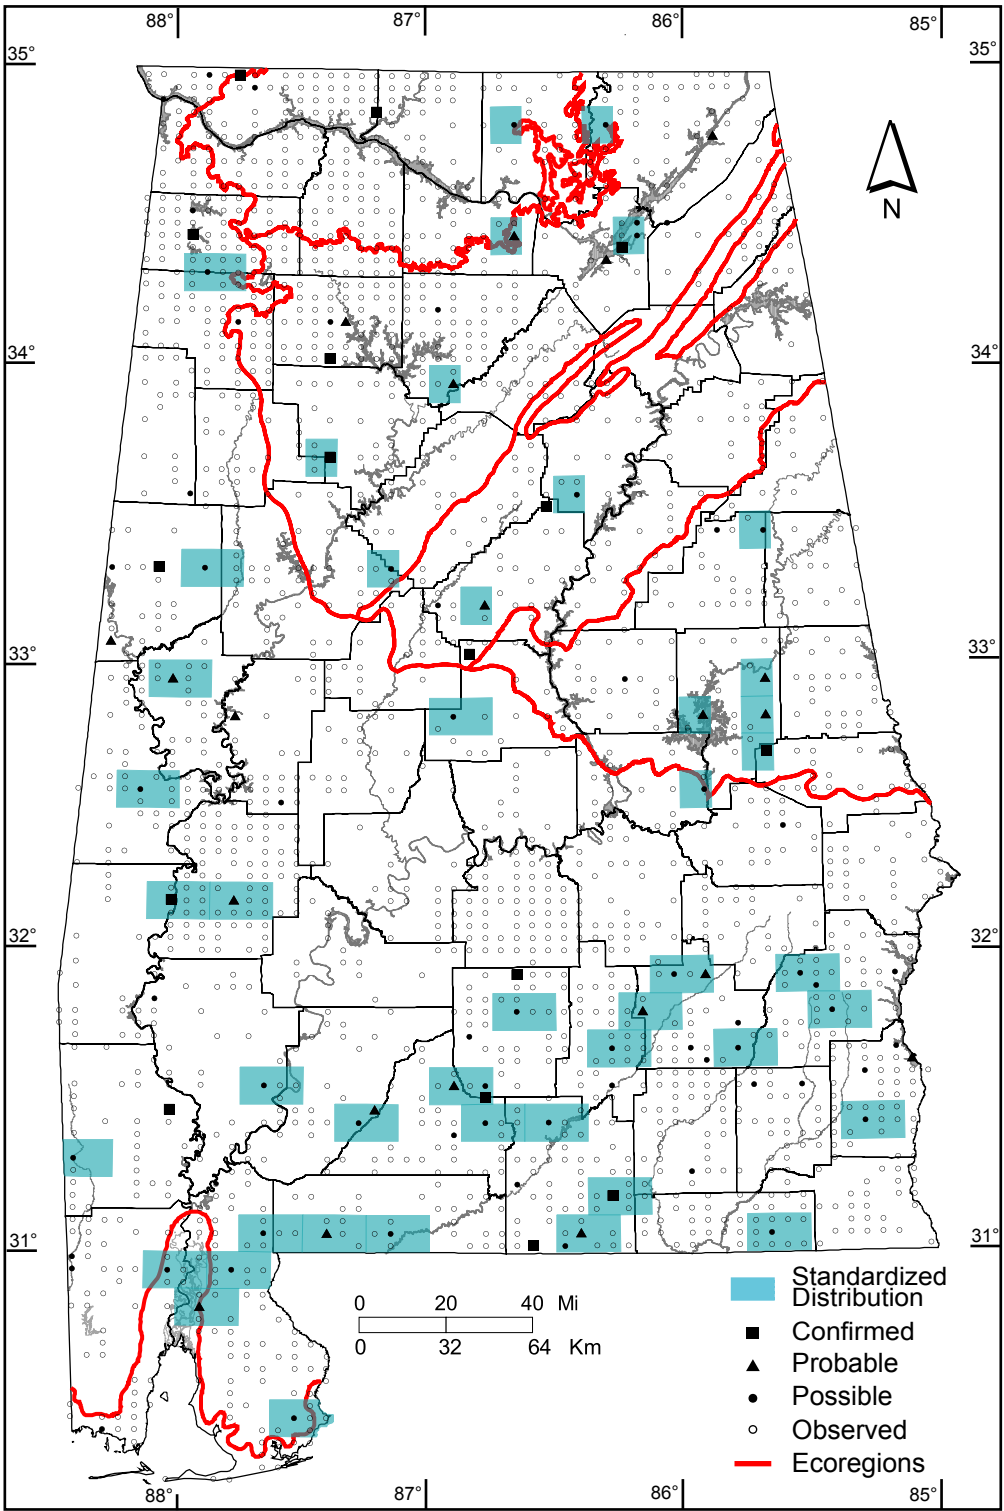 88° 87° 86° 85°
35° 35°
N
34° 34°
33° 33°
32° 32°
31° 31°
Standardized
Distribution
0 20 40 Mi
0 32 64 Km
Confirmed
Probable
Possible
Observed
Ecoregions
88° 87° 86° 85°